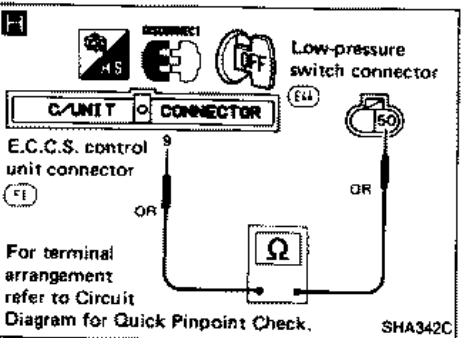 H
DISCONNECT
H.S.
OFF
Low-pressure
switch connector
C/UNIT CONNECTOR
50
E.C.C.S. control
unit connector
9
OR
OR
Ω
For terminal
arrangement
refer to Circuit
Diagram for Quick Pinpoint Check.
SHA342C